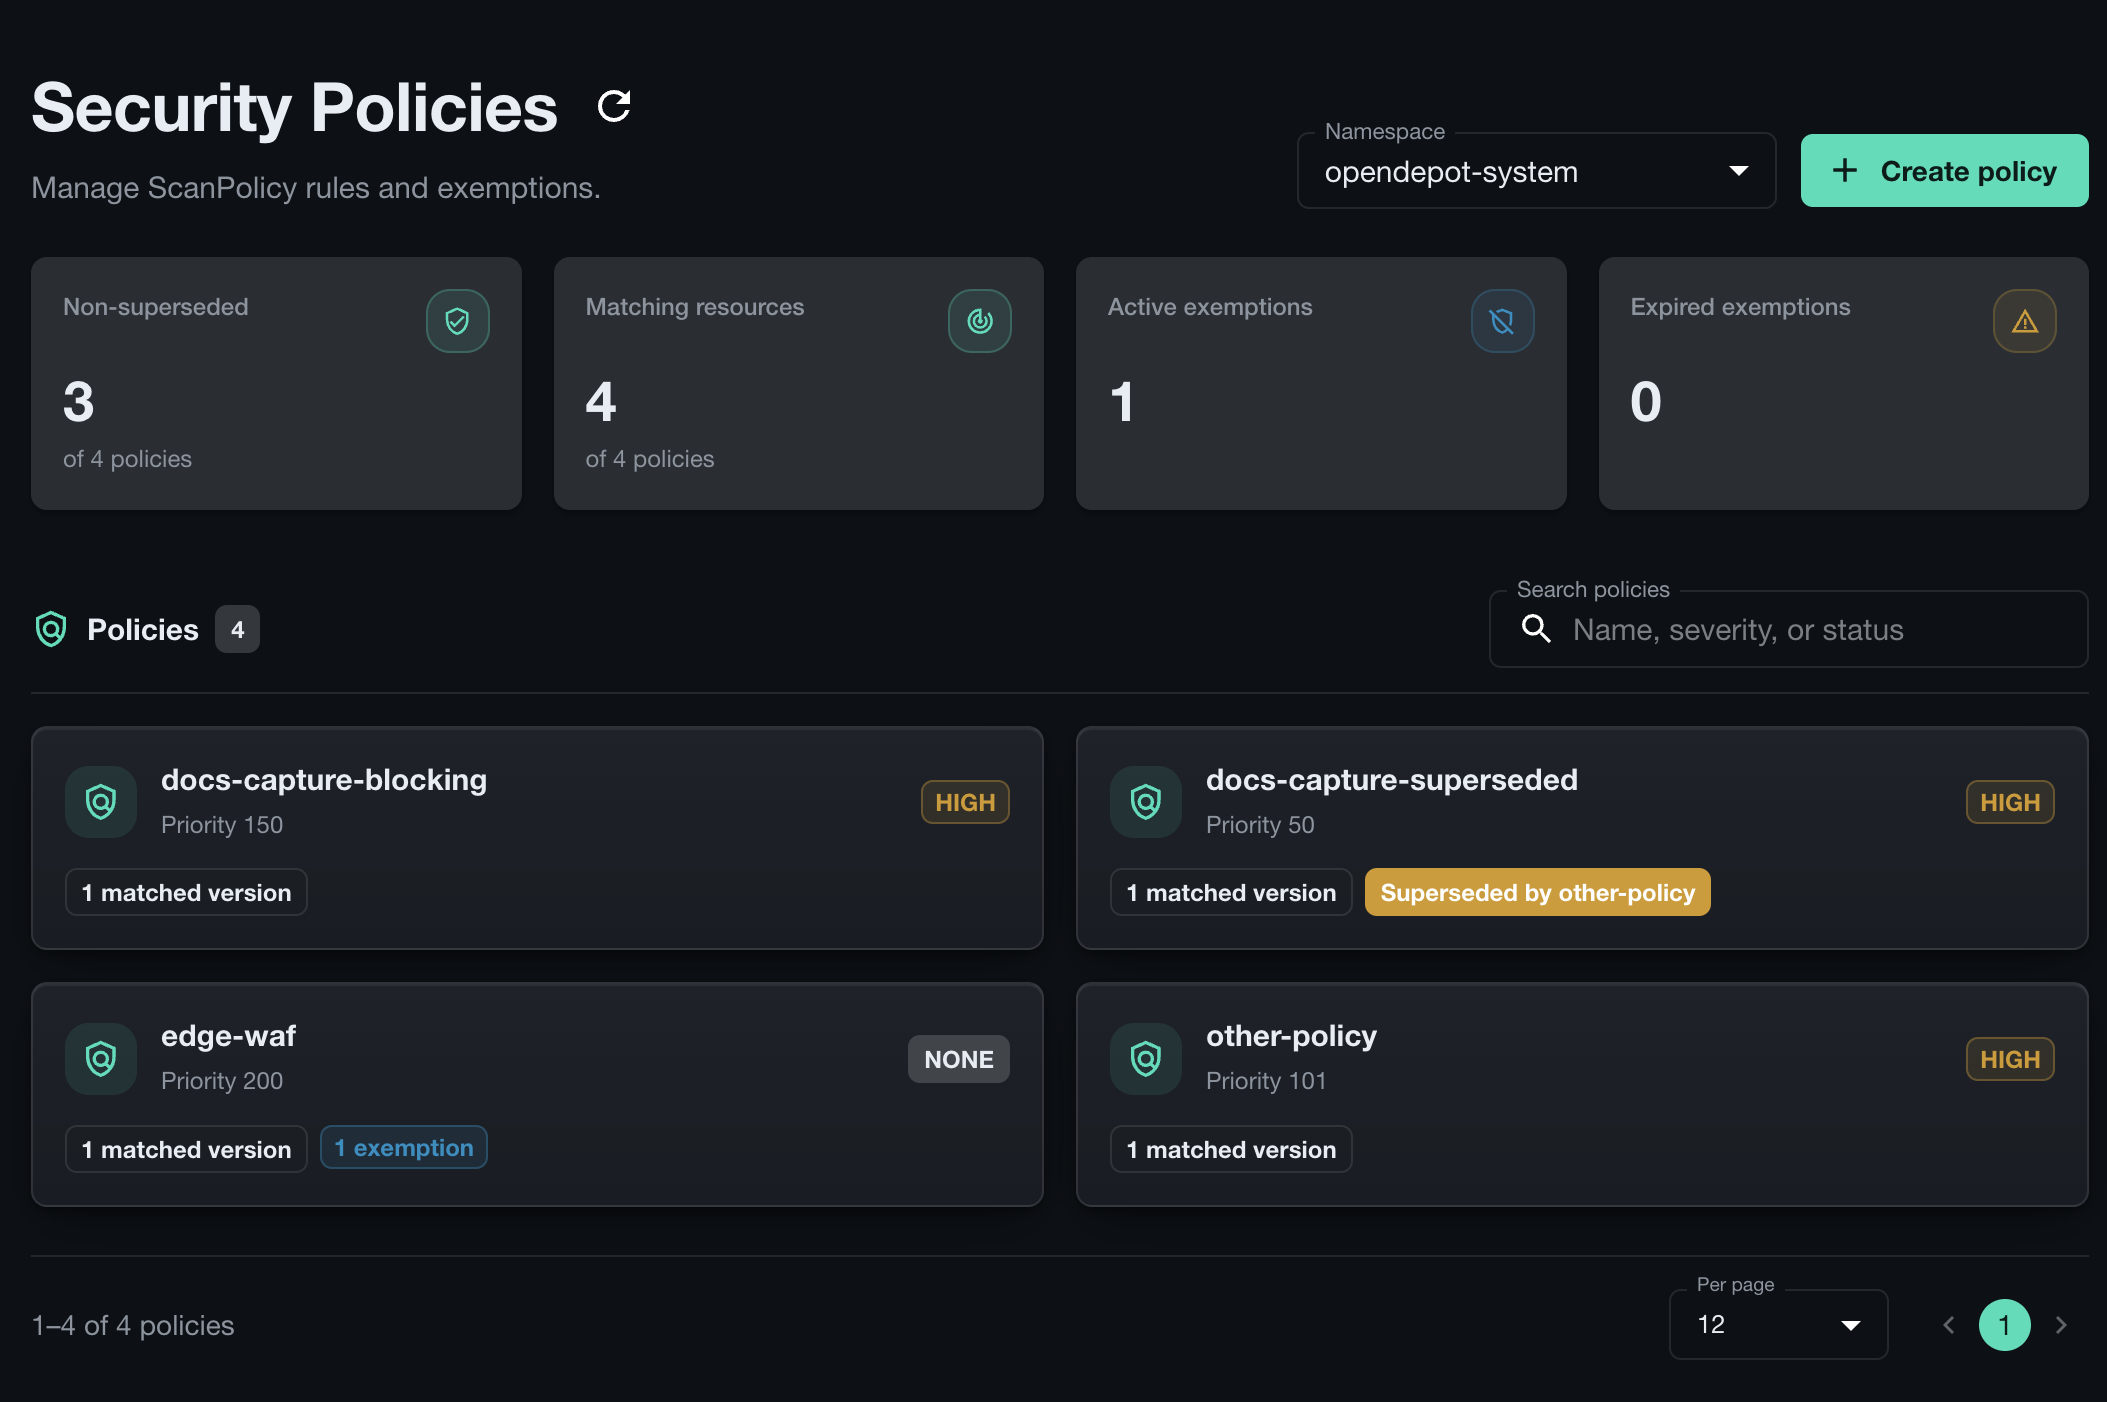 Security Policies
Manage ScanPolicy rules and exemptions.
Namespace
opendepot-system
Create policy
Non-superseded
3
of 4 policies
Matching resources
4
of 4 policies
Active exemptions
1
Expired exemptions
0
Policies 4
Search policies
Name, severity, or status
docs-capture-blocking
Priority 150
HIGH
1 matched version
docs-capture-superseded
Priority 50
HIGH
1 matched version Superseded by other-policy
edge-waf
Priority 200
NONE
1 matched version 1 exemption
other-policy
Priority 101
HIGH
1 matched version
1–4 of 4 policies
Per page
12
1